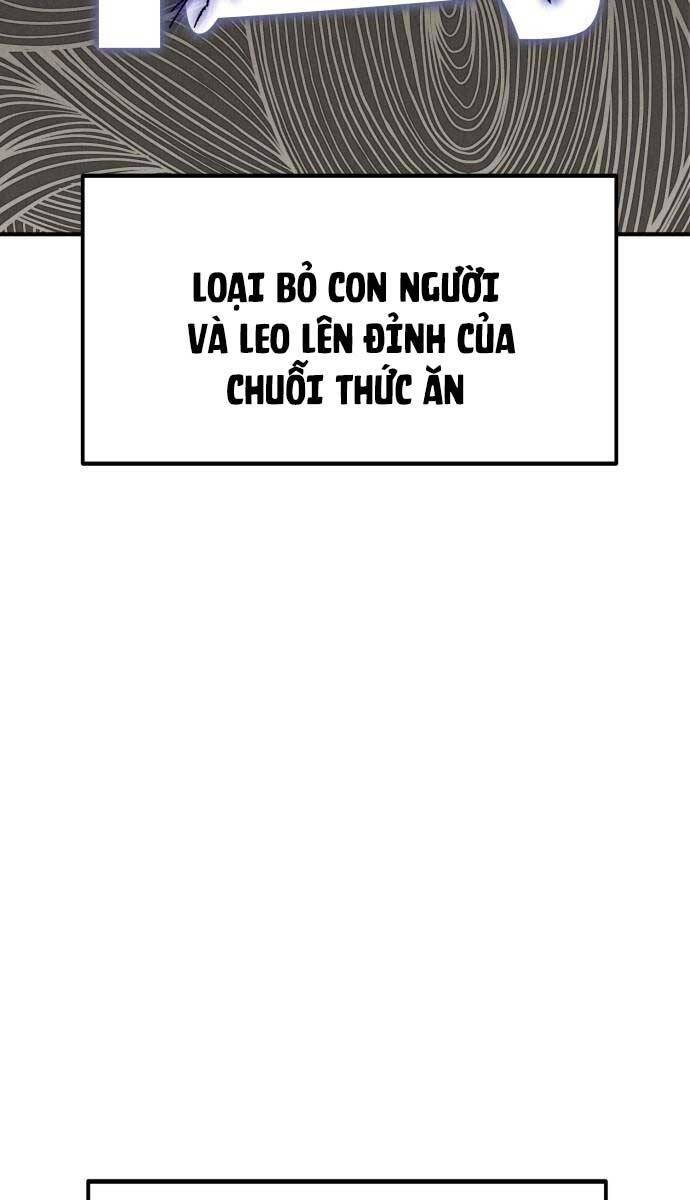 LOẠI BỎ CON NGƯỜI
VÀ LEO LÊN ĐỈNH CỦA
CHUỖI THỨC ĂN